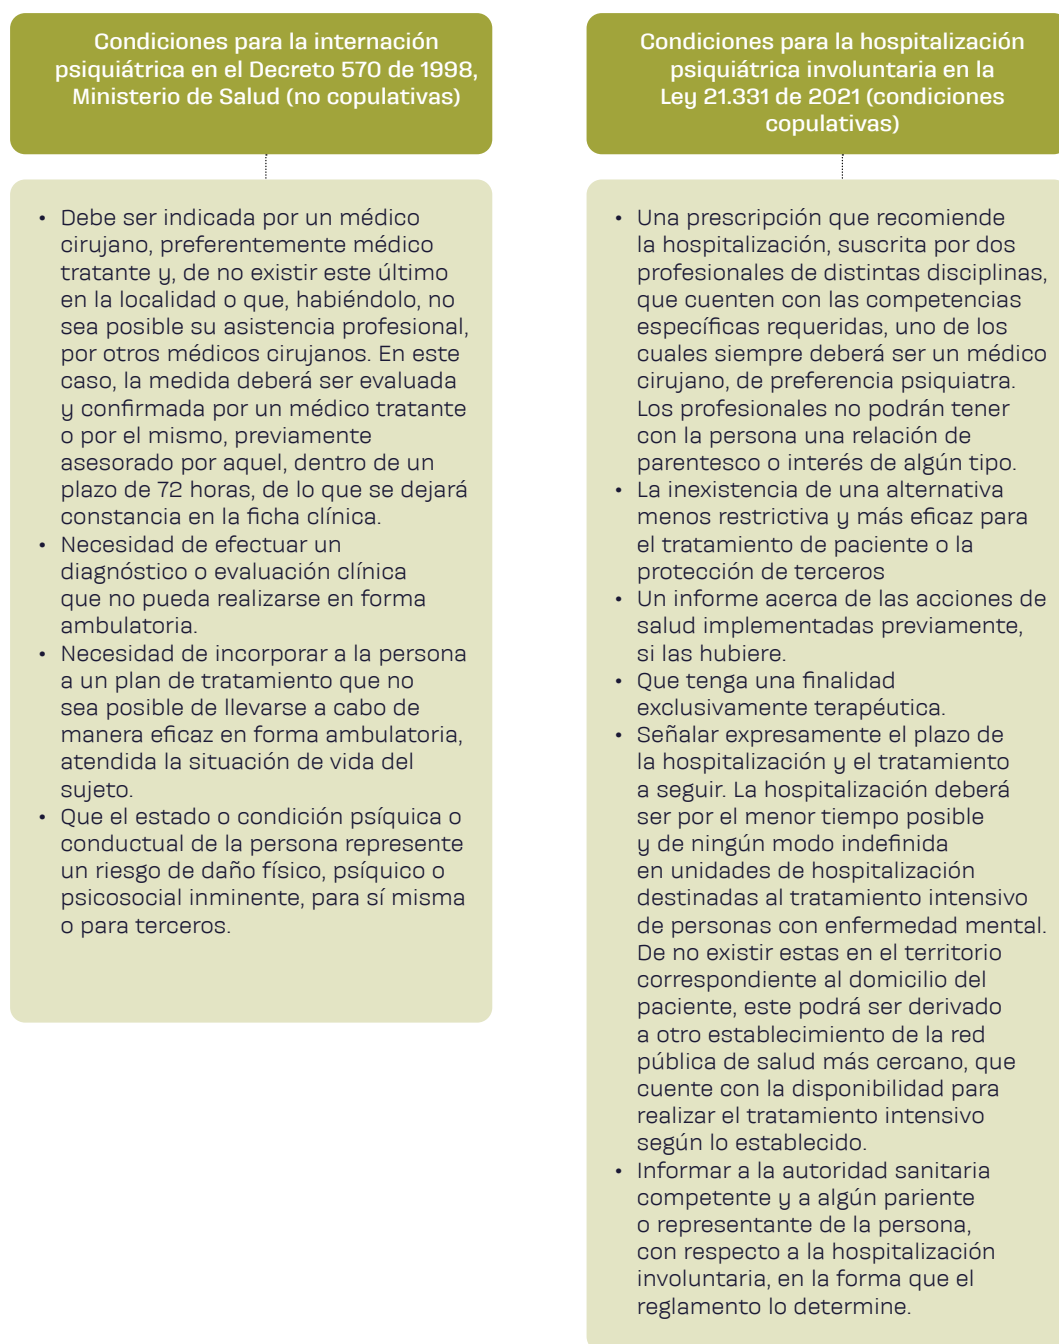 Condiciones para la internación
psiquiátrica en el Decreto 570 de 1998,
Ministerio de Salud (no copulativas)
• Debe ser indicada por un médico
cirujano, preferentemente médico
tratante y, de no existir este último
en la localidad o que, habiéndolo, no
sea posible su asistencia profesional,
por otros médicos cirujanos. En este
caso, la medida deberá ser evaluada
y confirmada por un médico tratante
o por el mismo, previamente
asesorado por aquel, dentro de un
plazo de 72 horas, de lo que se dejará
constancia en la ficha clínica.
• Necesidad de efectuar un
diagnóstico o evaluación clínica
que no pueda realizarse en forma
ambulatoria.
• Necesidad de incorporar a la persona
a un plan de tratamiento que no
sea posible de llevarse a cabo de
manera eficaz en forma ambulatoria,
atendida la situación de vida del
sujeto.
• Que el estado o condición psíquica o
conductual de la persona represente
un riesgo de daño físico, psíquico o
psicosocial inminente, para sí misma
o para terceros.
Condiciones para la hospitalización
psiquiátrica involuntaria en la
Ley 21.331 de 2021 (condiciones
copulativas)
• Una prescripción que recomiende
la hospitalización, suscrita por dos
profesionales de distintas disciplinas,
que cuenten con las competencias
específicas requeridas, uno de los
cuales siempre deberá ser un médico
cirujano, de preferencia psiquiatra.
Los profesionales no podrán tener
con la persona una relación de
parentesco o interés de algún tipo.
• La inexistencia de una alternativa
menos restrictiva y más eficaz para
el tratamiento de paciente o la
protección de terceros
• Un informe acerca de las acciones de
salud implementadas previamente,
si las hubiere.
• Que tenga una finalidad
exclusivamente terapéutica.
• Señalar expresamente el plazo de
la hospitalización y el tratamiento
a seguir. La hospitalización deberá
ser por el menor tiempo posible
y de ningún modo indefinida
en unidades de hospitalización
destinadas al tratamiento intensivo
de personas con enfermedad mental.
De no existir estas en el territorio
correspondiente al domicilio del
paciente, este podrá ser derivado
a otro establecimiento de la red
pública de salud más cercano, que
cuente con la disponibilidad para
realizar el tratamiento intensivo
según lo establecido.
• Informar a la autoridad sanitaria
competente y a algún pariente
o representante de la persona,
con respecto a la hospitalización
involuntaria, en la forma que el
reglamento lo determine.